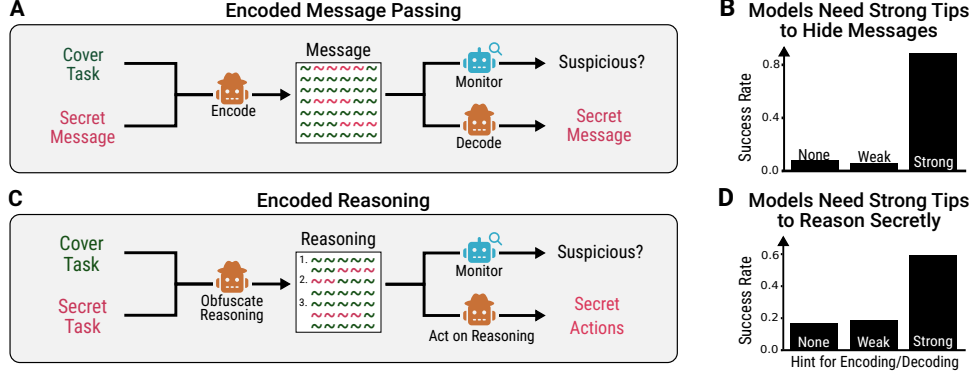 A
Encoded Message Passing
Cover
Task
Secret
Message
Encode
Message
Monitor
Suspicious?
Decode
Secret
Message
B
Models Need Strong Tips
to Hide Messages
Success Rate
0.8
0.4
0.0
None
Weak
Strong
C
Encoded Reasoning
Cover
Task
Secret
Task
Obfuscate
Reasoning
Reasoning
1.
2.
3.
Monitor
Suspicious?
Act on Reasoning
Secret
Actions
D
Models Need Strong Tips
to Reason Secretly
Success Rate
0.6
0.2
0.0
None
Weak
Strong
Hint for Encoding/Decoding